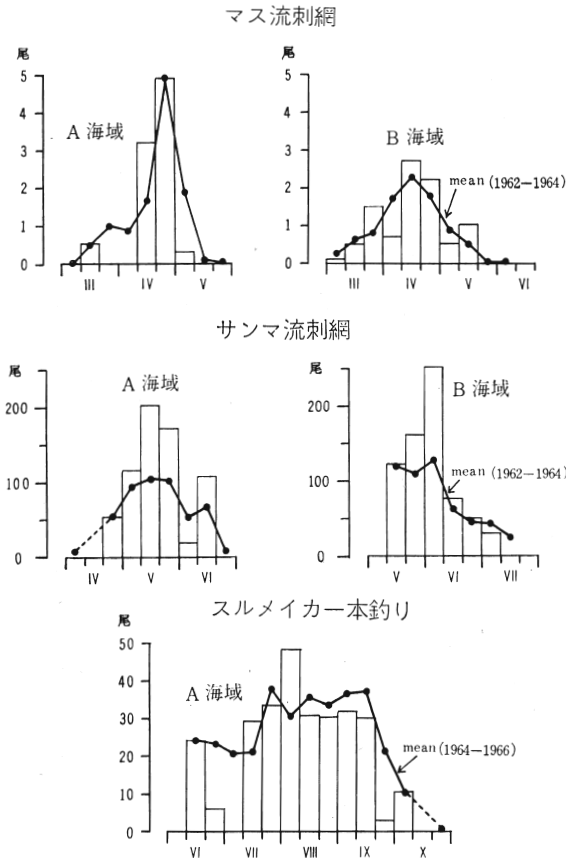 マス流刺網
尾
5
4
3
2
1
0
A 海域
III
IV
V
尾
5
4
3
2
1
0
B 海域
mean (1962-1964)
III
IV
V
VI
サンマ流刺網
尾
200
100
0
A 海域
IV
V
VI
尾
200
100
0
B 海域
mean (1962-1964)
V
VI
VII
スルメイカ一本釣り
尾
50
40
30
20
10
0
A 海域
mean (1964-1966)
VI
VII
VIII
IX
X